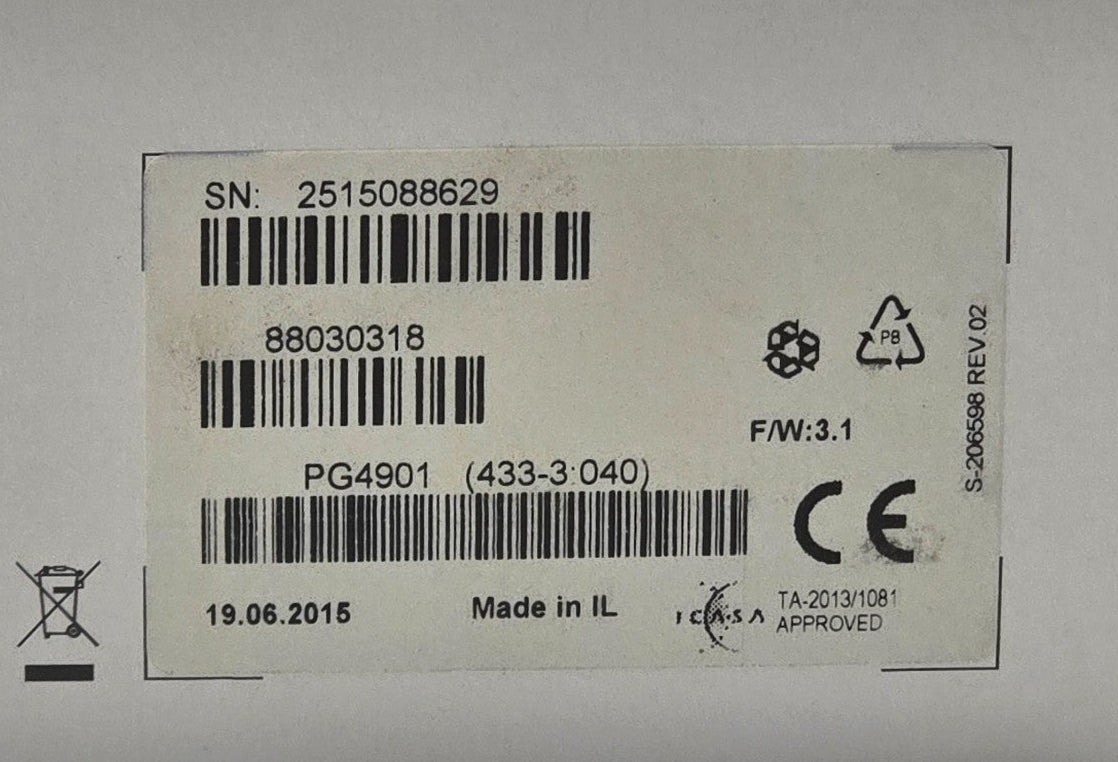 SN: 2515088629
88030318
PG4901 (433-3:040)
19.06.2015
Made in IL
PB
F/W:3.1
CE
ICASA
TA-2013/1081
APPROVED
S-206598 REV.02